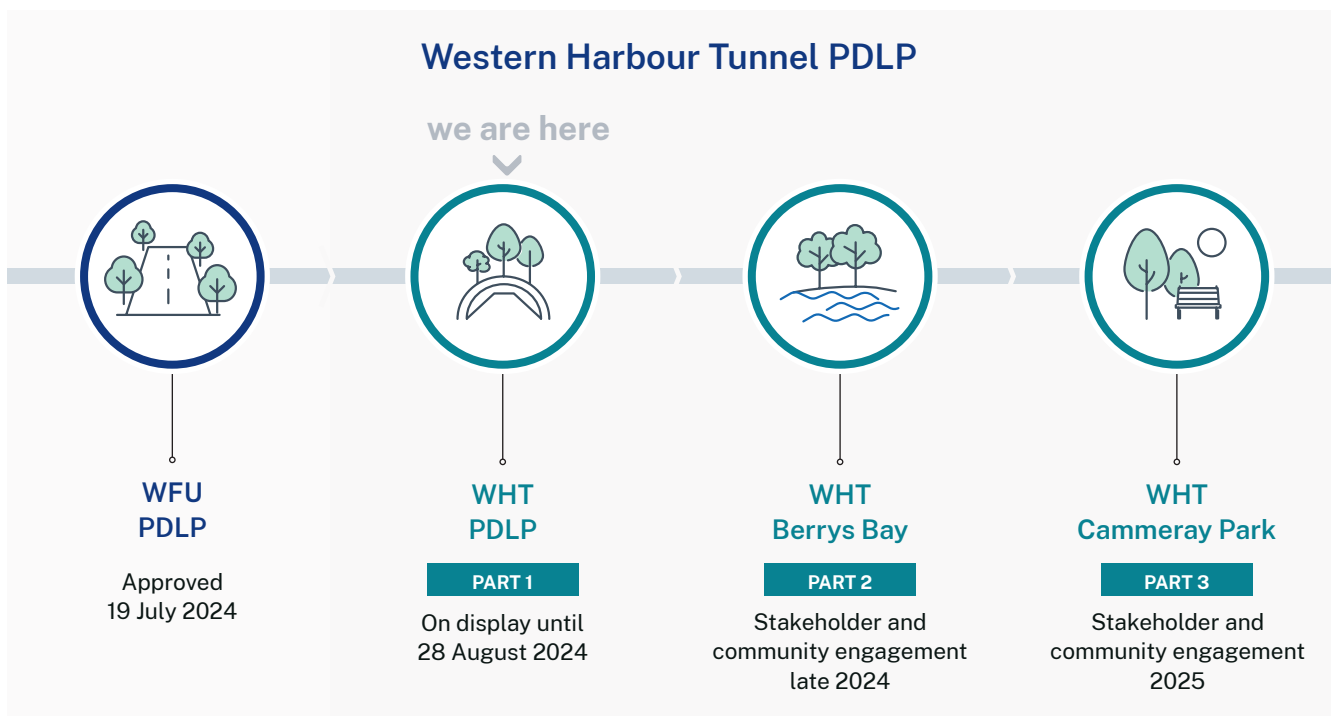 Western Harbour Tunnel PDLP
we are here
WFU
PDLP
Approved
19 July 2024
WHT
PDLP
PART 1
On display until
28 August 2024
WHT
Berrys Bay
PART 2
Stakeholder and
community engagement
late 2024
WHT
Cammeray Park
PART 3
Stakeholder and
community engagement
2025